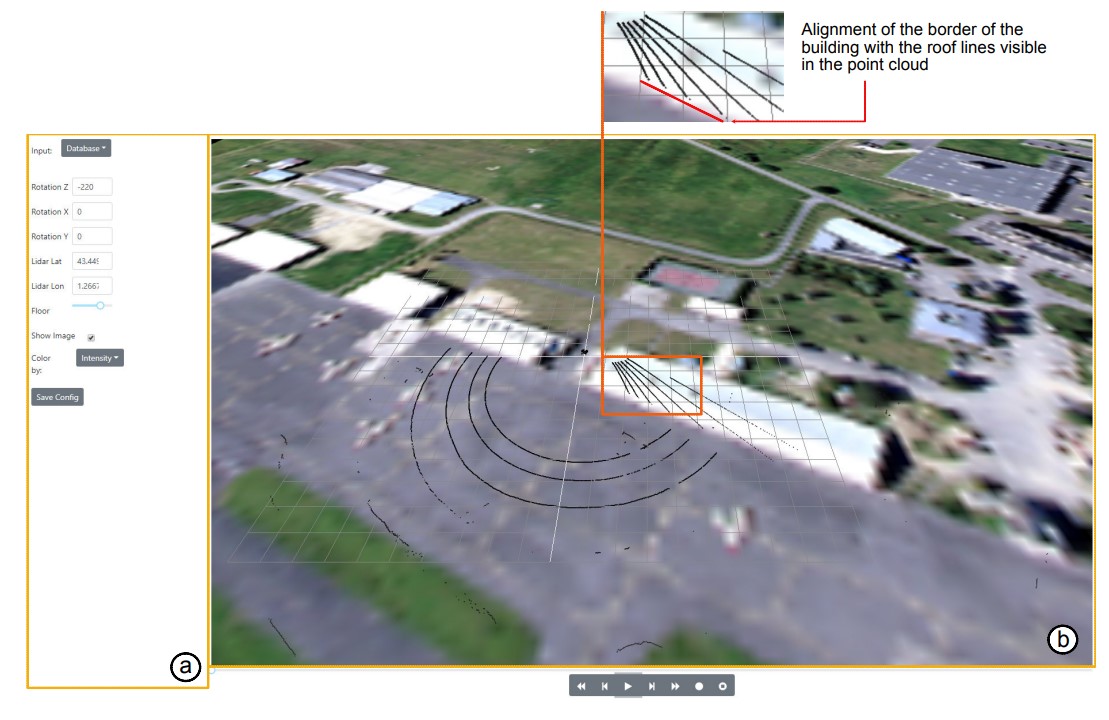 Alignment of the border of the
building with the roof lines visible
in the point cloud
Input: Database
Rotation Z -220
Rotation X 0
Rotation Y 0
Lidar Lat 43.449
Lidar Lon 1.2667
Floor
Show Image
Color by: Intensity
Save Config
a
b